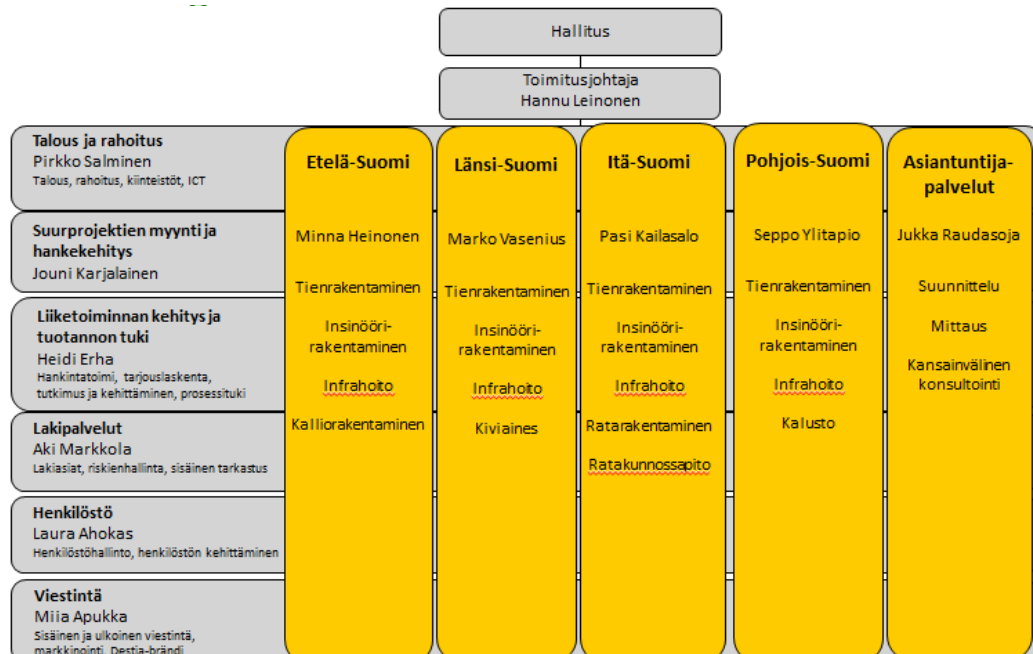 Hallitus
Toimitusjohtaja
Hannu Leinonen
Talous ja rahoitus
Pirkko Salminen
Talous, rahoitus, kiinteistöt, ICT
Suurprojektien myynti ja
hankekehitys
Jouni Karjalainen
Liiketoiminnan kehitys ja
tuotannon tuki
Heidi Erha
Hankintatoimi, tarjouslaskenta,
tutkimus ja kehittäminen, prosessituki
Lakipalvelut
Aki Markkola
Lakiasiat, riskienhallinta, sisäinen tarkastus
Henkilöstö
Laura Ahokas
Henkilöstöhallinto, henkilöstön kehittäminen
Viestintä
Miia Apukka
Sisäinen ja ulkoinen viestintä,
markkinointi, Destia-brändi
Etelä-Suomi
Minna Heinonen
Tienrakentaminen
Insinööri-
rakentaminen
Infrahoito
Kalliorakentaminen
Länsi-Suomi
Marko Vasenius
Tienrakentaminen
Insinööri-
rakentaminen
Infrahoito
Kiviaines
Itä-Suomi
Pasi Kailasalo
Tienrakentaminen
Insinööri-
rakentaminen
Infrahoito
Ratarakentaminen
Ratakunnossapito
Pohjois-Suomi
Seppo Ylitapio
Tienrakentaminen
Insinööri-
rakentaminen
Infrahoito
Kalusto
Asiantuntija-
palvelut
Jukka Raudasoja
Suunnittelu
Mittaus
Kansainvälinen
konsultointi